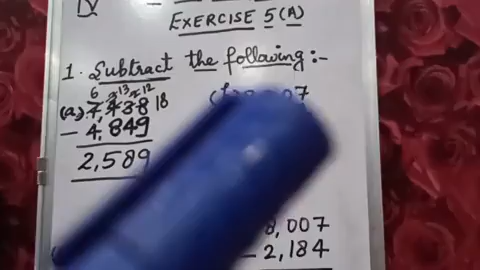 EXERCISE 5(A)
1. Subtract the following:-
6 13 12
(a) 7,438 18
- 4,849
2,589
7
8,007
- 2,184